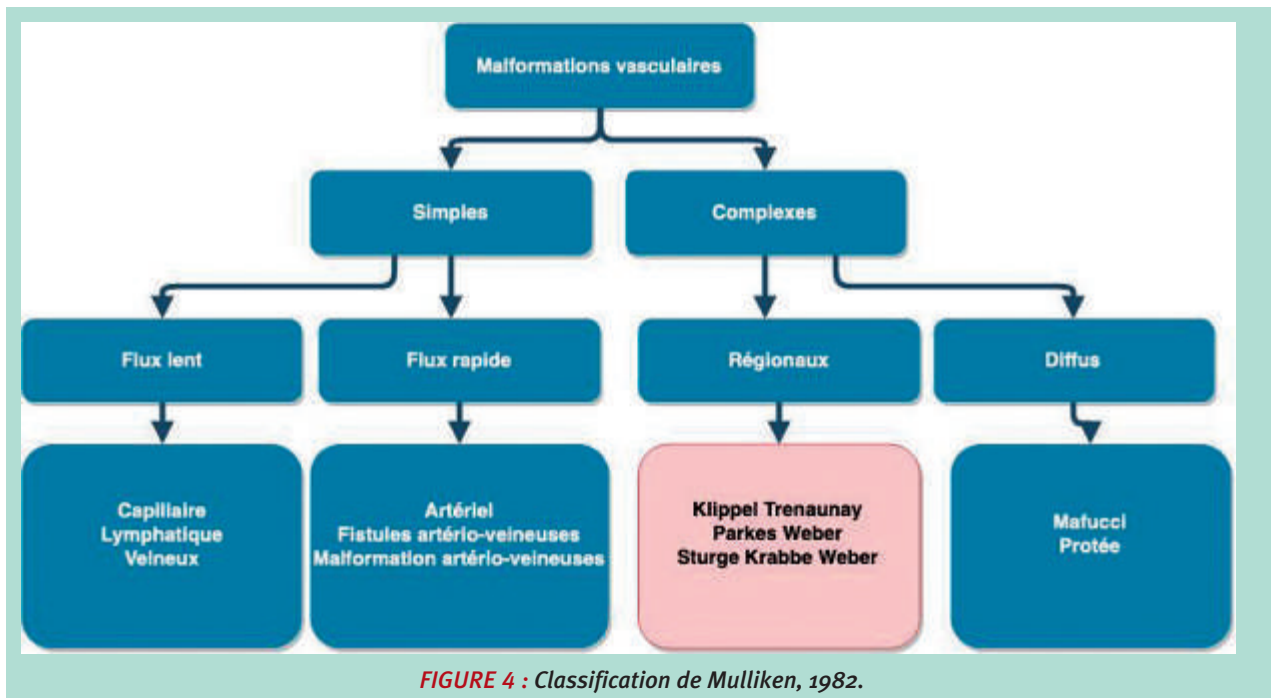 Malformations vasculaires
Simples
Complexes
Flux lent
Flux rapide
Régionaux
Diffus
Capillaire
Lymphatique
Veineux
Artériel
Fistules artério-veineuses
Malformation artério-veineuses
Klippel Trenaunay
Parkes Weber
Sturge Krabbe Weber
Mafucci
Protée
FIGURE 4 : Classification de Mulliken, 1982.